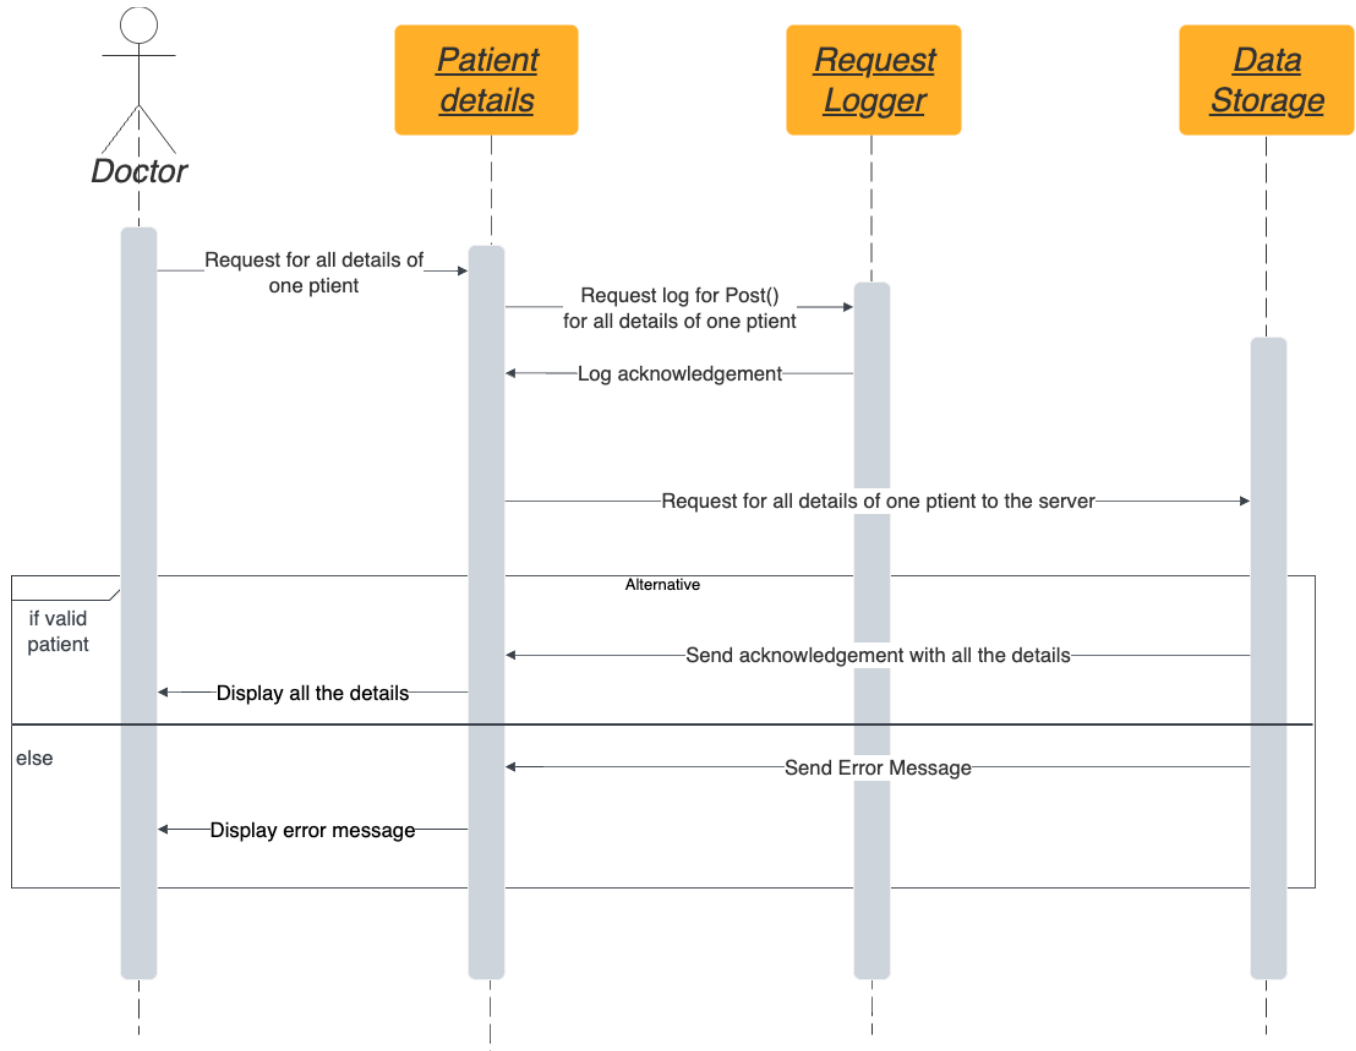 Patient
details
Request
Logger
Data
Storage
Doctor
Request for all details of
one ptient
Request log for Post()
for all details of one ptient
Log acknowledgement
Request for all details of one ptient to the server
Alternative
if valid
patient
Send acknowledgement with all the details
Display all the details
else
Send Error Message
Display error message